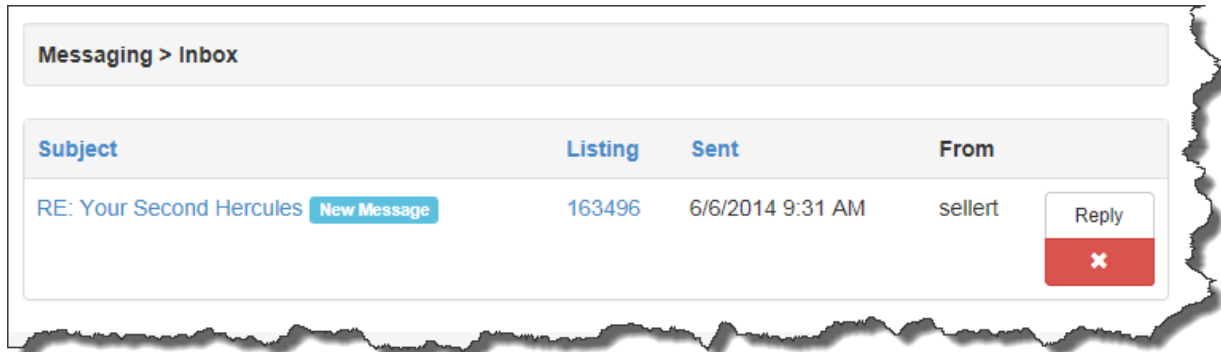 Messaging > Inbox
Subject Listing Sent From
RE: Your Second Hercules New Message 163496 6/6/2014 9:31 AM sellert Reply